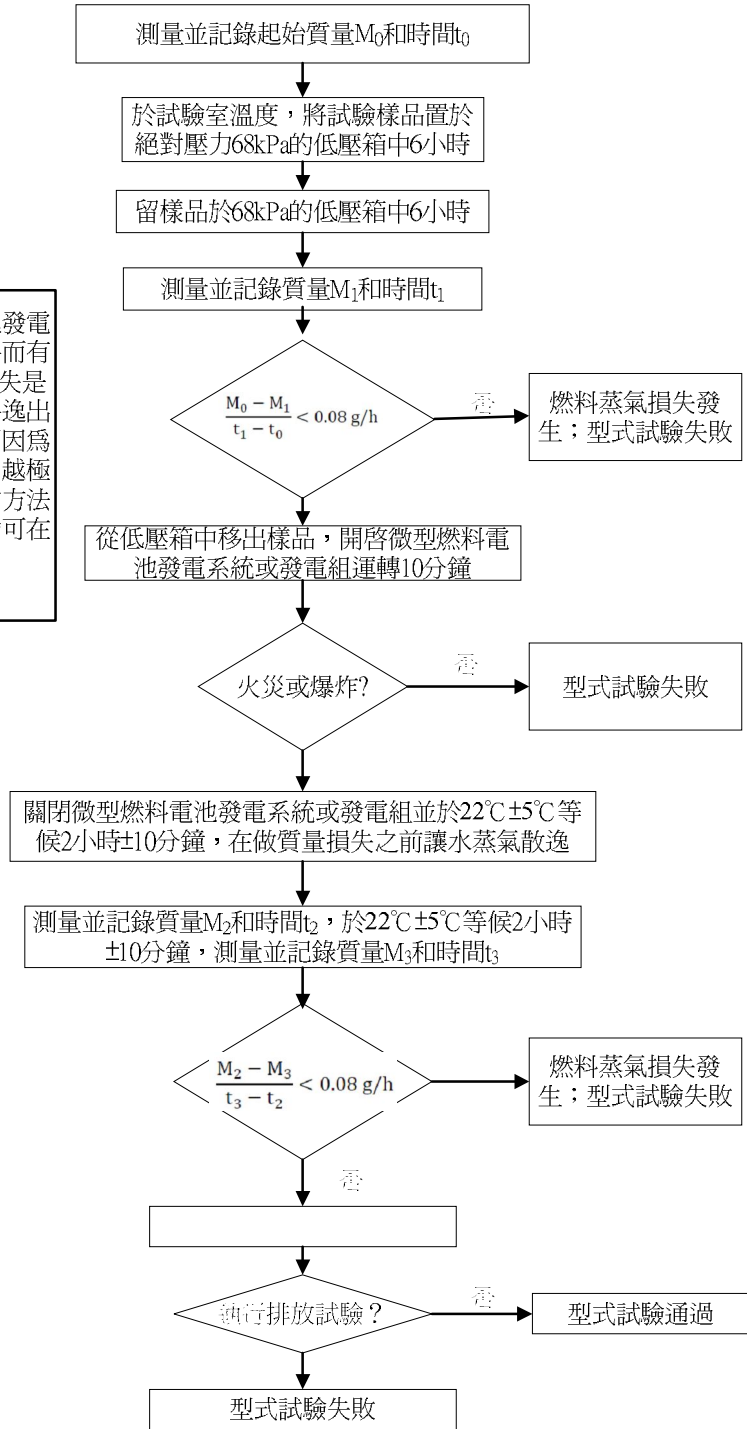 測量並記錄起始質量M₀和時間t₀
於試驗室溫度，將試驗樣品置於
絕對壓力68kPa的低壓箱中6小時
留樣品於68kPa的低壓箱中6小時
測量並記錄質量M₁和時間t₁
發電
而有
失是
逸出
因爲
越極
方法
可在
(M₀ − M₁)/(t₁ − t₀) < 0.08 g/h
否
燃料蒸氣損失發
生；型式試驗失敗
從低壓箱中移出樣品，開啓微型燃料電
池發電系統或發電組運轉10分鐘
火災或爆炸?
否
型式試驗失敗
關閉微型燃料電池發電系統或發電組並於22℃±5℃等
候2小時±10分鐘，在做質量損失之前讓水蒸氣散逸
測量並記錄質量M₂和時間t₂，於22℃±5℃等候2小時
±10分鐘，測量並記錄質量M₃和時間t₃
(M₂ − M₃)/(t₃ − t₂) < 0.08 g/h
燃料蒸氣損失發
生；型式試驗失敗
否
執行排放試驗？
否
型式試驗通過
型式試驗失敗